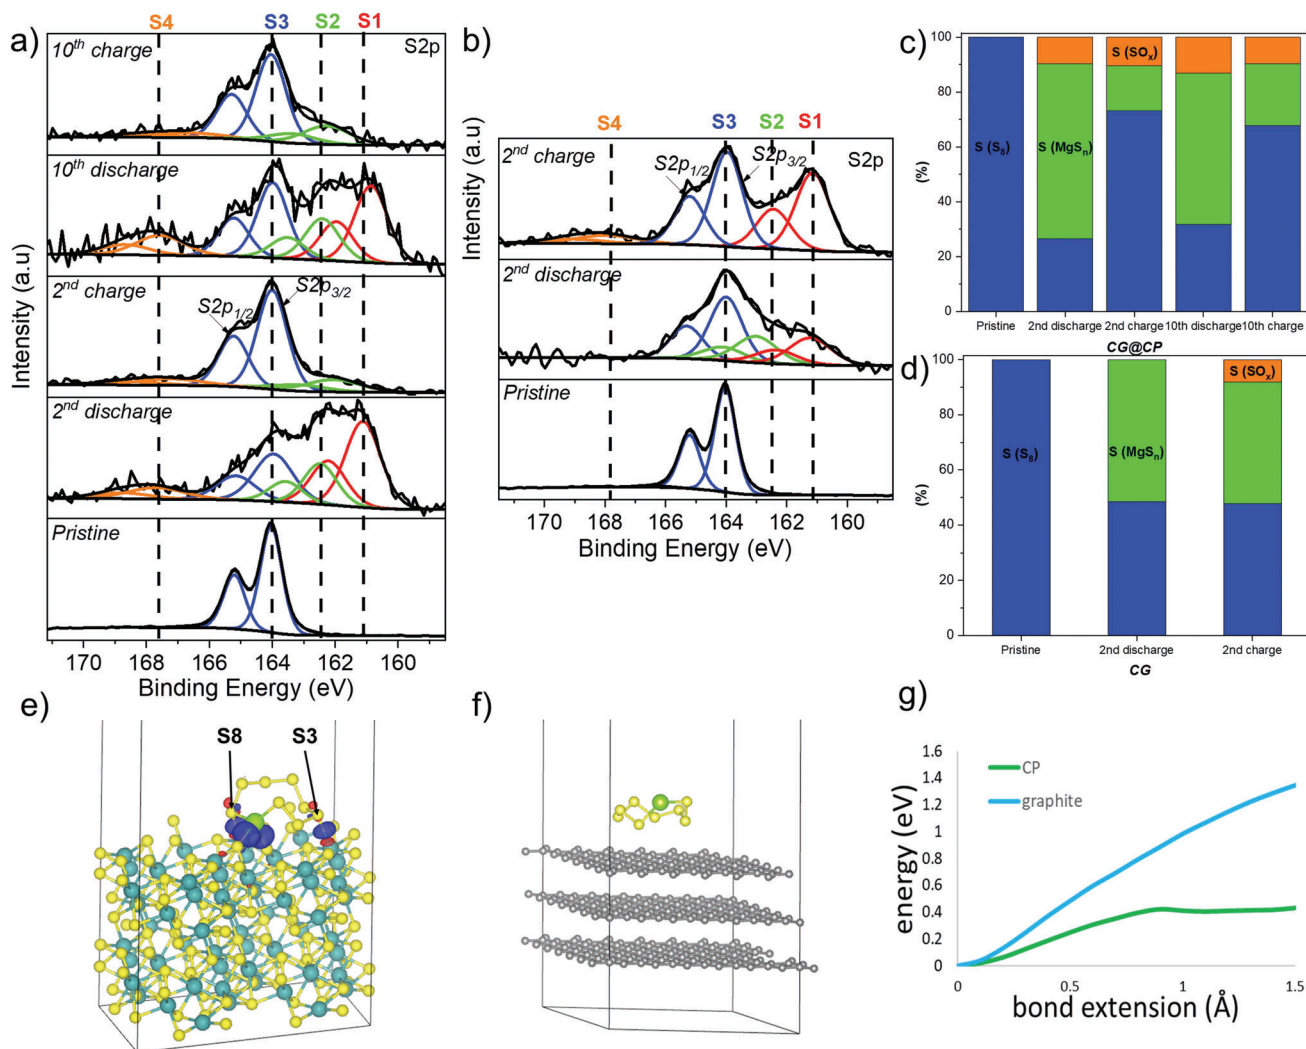 a)
S4 S3 S2 S1
S2p
10th charge
10th discharge
2nd charge
S2p1/2
S2p3/2
2nd discharge
Pristine
Intensity (a.u)
170 168 166 164 162 160
Binding Energy (eV)
b)
S4 S3 S2 S1
2nd charge
S2p1/2
S2p3/2
S2p
2nd discharge
Pristine
Intensity (a.u)
170 168 166 164 162 160
Binding Energy (eV)
c)
100
80
60
40
20
0
(%)
S (S8)
S (MgSn)
S (SOx)
Pristine 2nd discharge 2nd charge 10th discharge 10th charge
CG@CP
d)
100
80
60
40
20
0
(%)
S (S8)
S (MgSn)
S (SOx)
Pristine 2nd discharge 2nd charge
CG
e)
S8 S3
f)
g)
1.6
1.4
1.2
1
0.8
0.6
0.4
0.2
0
energy (eV)
CP
graphite
0 0.5 1 1.5
bond extension (Å)